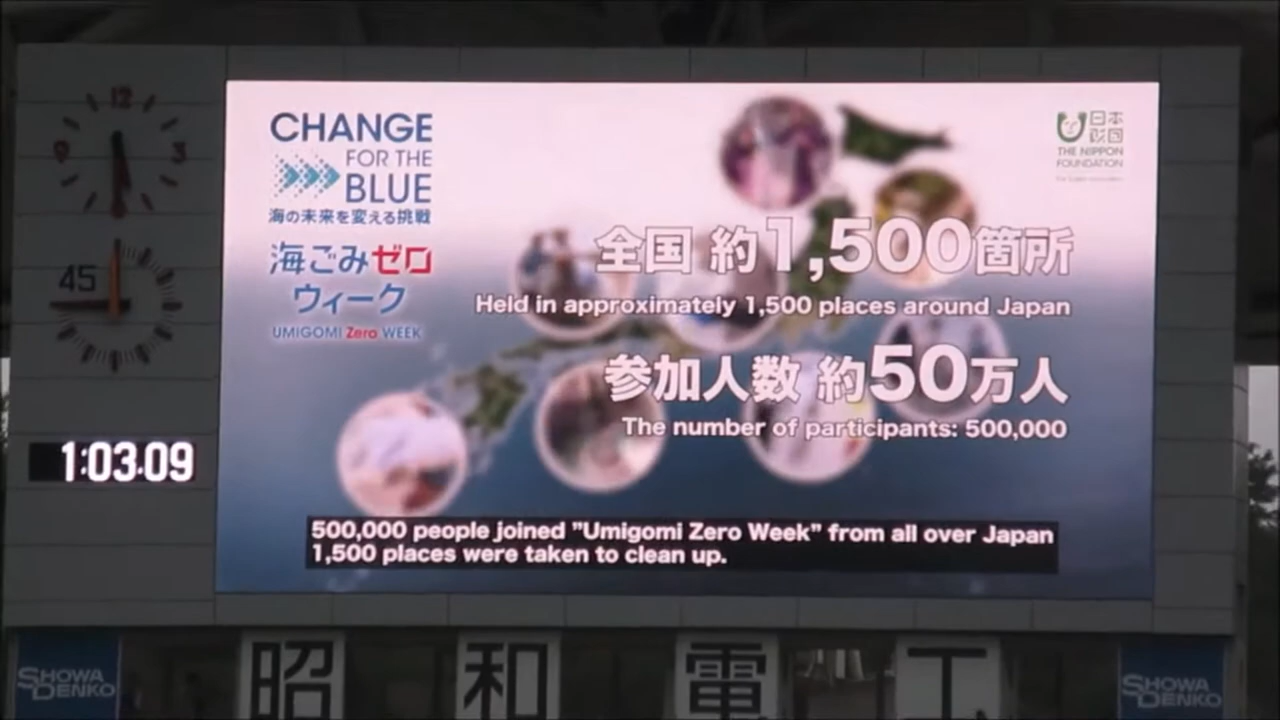 12
9
3
45
1:03.09
CHANGE
FOR THE
BLUE
海の未来を変える挑戦
海ごみゼロ
ウィーク
UMIGOMI Zero WEEK
日本
財団
THE NIPPON
FOUNDATION
全国 約1,500箇所
Held in approximately 1,500 places around Japan
参加人数 約50万人
The number of participants: 500,000
500,000 people joined "Umigomi Zero Week" from all over Japan
1,500 places were taken to clean up.
SHOWA
DENKO
昭和電工
SHOWA
DENKO